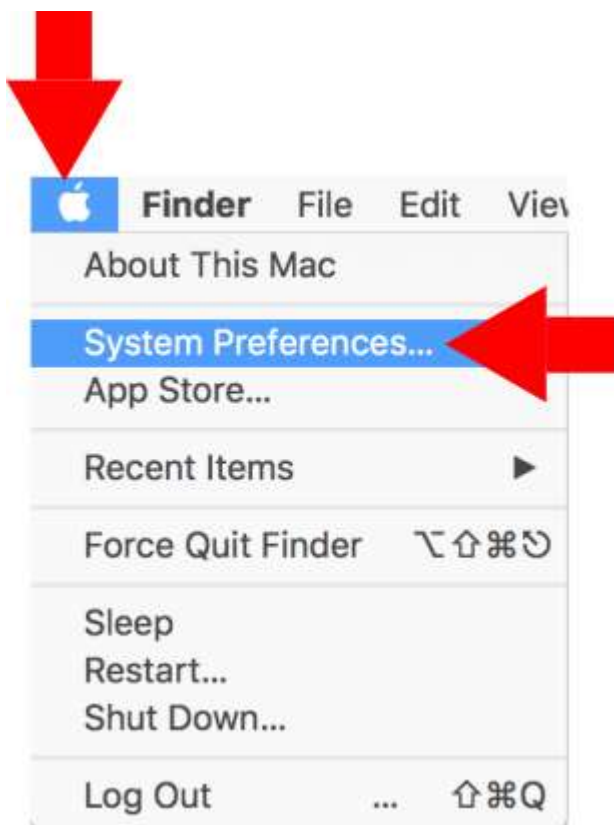 Finder File Edit View
About This Mac
System Preferences...
App Store...
Recent Items ▶
Force Quit Finder ⌥⇧⌘⎋
Sleep
Restart...
Shut Down...
Log Out ... ⇧⌘Q